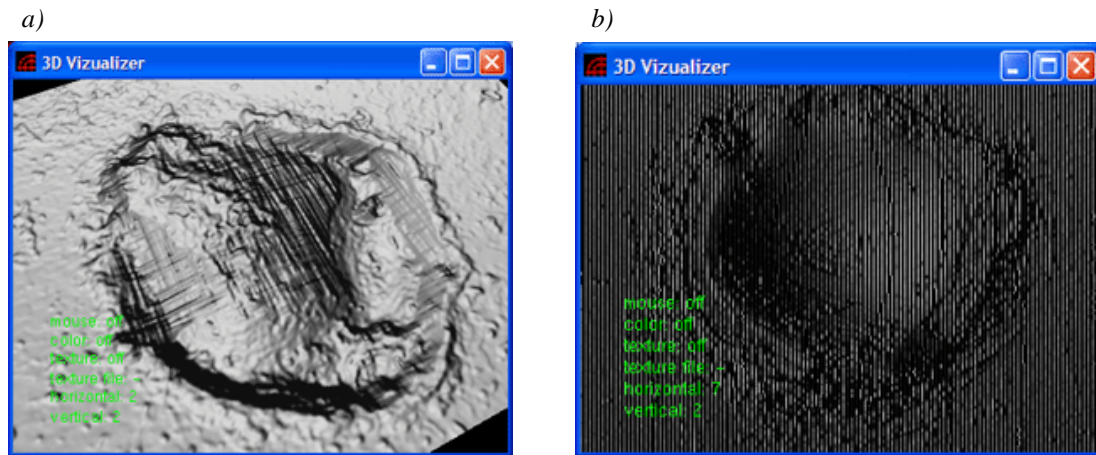 a)
b)
3D Vizualizer
3D Vizualizer
mouse: off
color: off
texture: off
texture file: -
horizontal: 2
vertical: 2
mouse: off
color: off
texture: off
texture file: -
horizontal: 7
vertical: 2